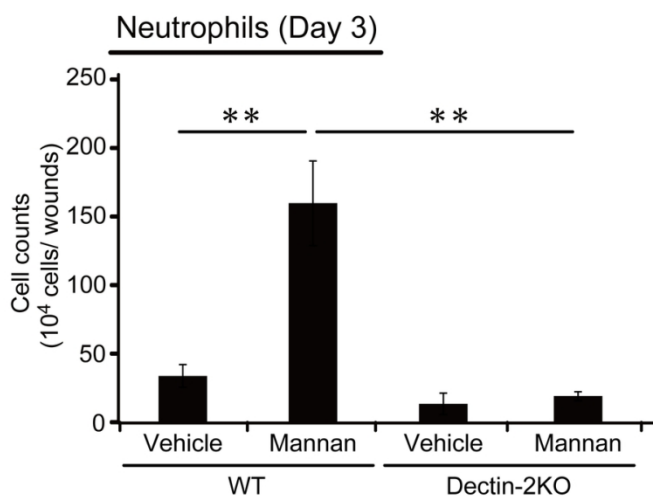 Neutrophils (Day 3)
Cell counts
(10⁴ cells/ wounds)
250
200
150
100
50
0
** **
Vehicle Mannan Vehicle Mannan
WT Dectin-2KO